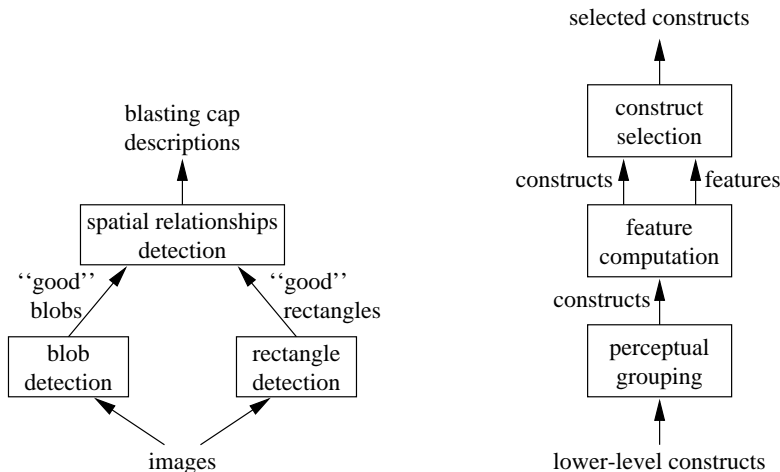 blasting cap
descriptions
spatial relationships
detection
‘‘good’’
blobs
‘‘good’’
rectangles
blob
detection
rectangle
detection
images
selected constructs
construct
selection
constructs
features
feature
computation
constructs
perceptual
grouping
lower-level constructs